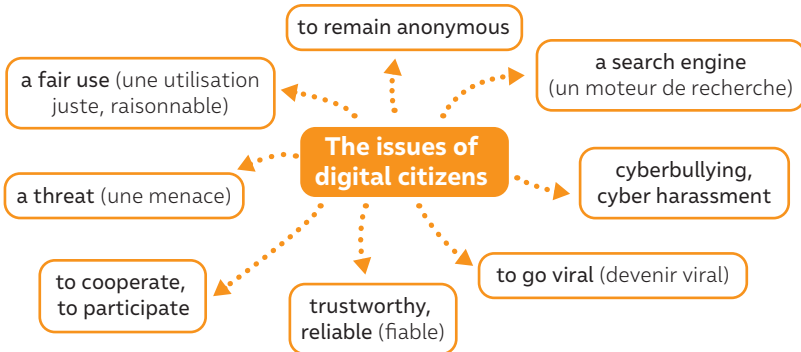 to remain anonymous
a fair use (une utilisation
juste, raisonnable)
a search engine
(un moteur de recherche)
The issues of
digital citizens
a threat (une menace)
cyberbullying,
cyber harassment
to cooperate,
to participate
trustworthy,
reliable (fiable)
to go viral (devenir viral)